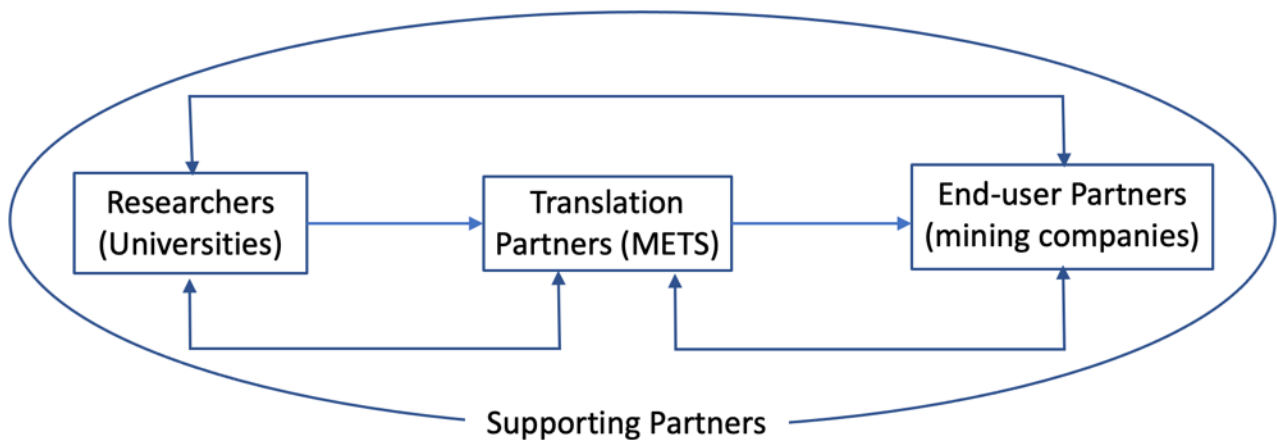 Researchers
(Universities)
Translation
Partners (METS)
End-user Partners
(mining companies)
Supporting Partners